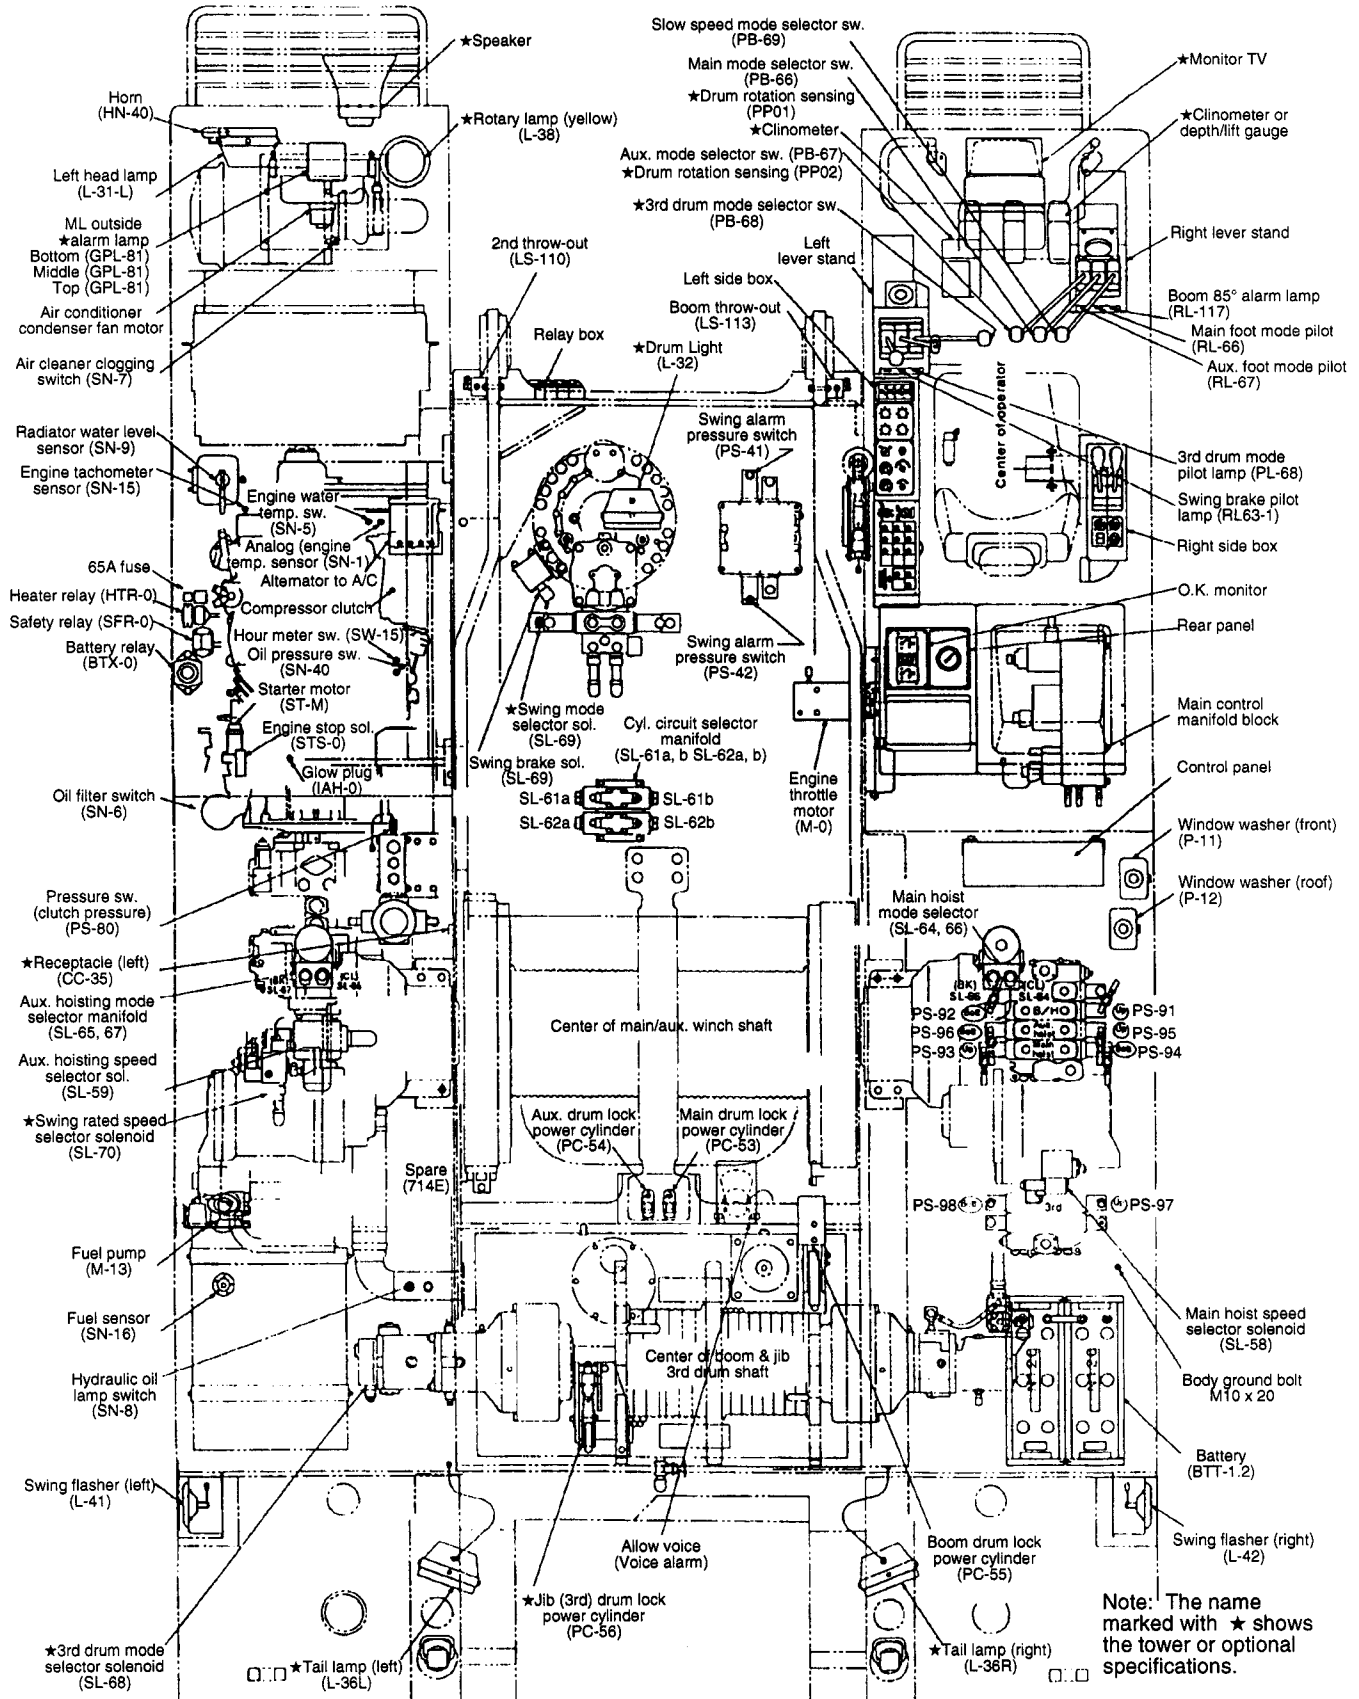 ★Speaker
Horn
(HN-40)
★Rotary lamp (yellow)
(L-38)
Left head lamp
(L-31-L)
ML outside
★alarm lamp
Bottom (GPL-81)
Middle (GPL-81)
Top (GPL-81)
Air conditioner
condenser fan motor
Air cleaner clogging
switch (SN-7)
Radiator water level
sensor (SN-9)
Engine tachometer
sensor (SN-15)
Engine water
temp. sw.
(SN-5)
Analog (engine
temp. sensor (SN-1)
Alternator to A/C
65A fuse
Heater relay (HTR-0)
Compressor clutch
Safety relay (SFR-0)
Hour meter sw. (SW-15)
Battery relay
(BTX-0)
Oil pressure sw.
(SN-40
Starter motor
(ST-M)
Engine stop sol.
(STS-0)
Glow plug
(IAH-0)
Oil filter switch
(SN-6)
Pressure sw.
(clutch pressure)
(PS-80)
★Receptacle (left)
(CC-35)
(BK)
SL-67
(CL)
SL-65
Aux. hoisting mode
selector manifold
(SL-65, 67)
Aux. hoisting speed
selector sol.
(SL-59)
★Swing rated speed
selector solenoid
(SL-70)
Spare
(714E)
Fuel pump
(M-13)
Fuel sensor
(SN-16)
Hydraulic oil
lamp switch
(SN-8)
Swing flasher (left)
(L-41)
★3rd drum mode
selector solenoid
(SL-68)
★Tail lamp (left)
(L-36L)
2nd throw-out
(LS-110)
Relay box
★Drum Light
(L-32)
Swing alarm
pressure switch
(PS-41)
Swing alarm
pressure switch
(PS-42)
★Swing mode
selector sol.
(SL-69)
Swing brake sol.
(SL-69)
Cyl. circuit selector
manifold
(SL-61a, b SL-62a, b)
SL-61a
SL-61b
SL-62a
SL-62b
Engine
throttle
motor
(M-0)
Center of main/aux. winch shaft
Aux. drum lock
power cylinder
(PC-54)
Main drum lock
power cylinder
(PC-53)
Center of boom & jib
3rd drum shaft
Allow voice
(Voice alarm)
★Jib (3rd) drum lock
power cylinder
(PC-56)
Boom drum lock
power cylinder
(PC-55)
★Tail lamp (right)
(L-36R)
Slow speed mode selector sw.
(PB-69)
Main mode selector sw.
(PB-66)
★Drum rotation sensing
(PP01)
★Clinometer
Aux. mode selector sw. (PB-67)
★Drum rotation sensing (PP02)
★3rd drum mode selector sw.
(PB-68)
Left
lever stand
Left side box
Boom throw-out
(LS-113)
★Monitor TV
★Clinometer or
depth/lift gauge
Right lever stand
Boom 85° alarm lamp
(RL-117)
Main foot mode pilot
(RL-66)
Aux. foot mode pilot
(RL-67)
Center of operator
3rd drum mode
pilot lamp (PL-68)
Swing brake pilot
lamp (RL63-1)
Right side box
O.K. monitor
Rear panel
Main control
manifold block
Control panel
Window washer (front)
(P-11)
Window washer (roof)
(P-12)
Main hoist
mode selector
(SL-64, 66)
(BK)
SL-66
(CL)
SL-64
PS-92
B/H
Up
PS-91
PS-96
Aux.
hoist
Up
PS-95
PS-93
Up
Main
hoist
PS-94
PS-98
3rd
PS-97
Main hoist speed
selector solenoid
(SL-58)
Body ground bolt
M10 x 20
Battery
(BTT-1.2)
Swing flasher (right)
(L-42)
Note: The name
marked with ★ shows
the tower or optional
specifications.